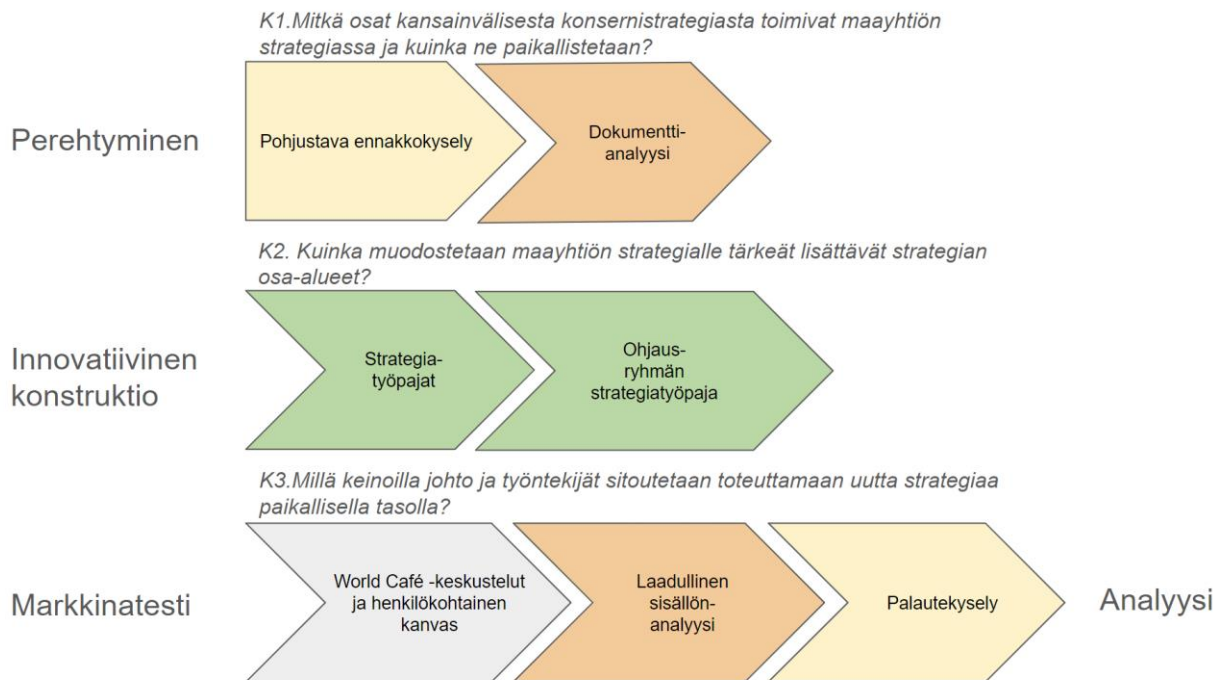 K1.Mitkä osat kansainvälisesta konsernistrategiasta toimivat maayhtiön
strategiassa ja kuinka ne paikallistetaan?
Perehtyminen
Pohjustava ennakkokysely
Dokumentti-
analyysi
K2. Kuinka muodostetaan maayhtiön strategialle tärkeät lisättävät strategian
osa-alueet?
Innovatiivinen
konstruktio
Strategia-
työpajat
Ohjaus-
ryhmän
strategiatyöpaja
K3.Millä keinoilla johto ja työntekijät sitoutetaan toteuttamaan uutta strategiaa
paikallisella tasolla?
Markkinatesti
World Café -keskustelut
ja henkilökohtainen
kanvas
Laadullinen
sisällön-
analyysi
Palautekysely
Analyysi